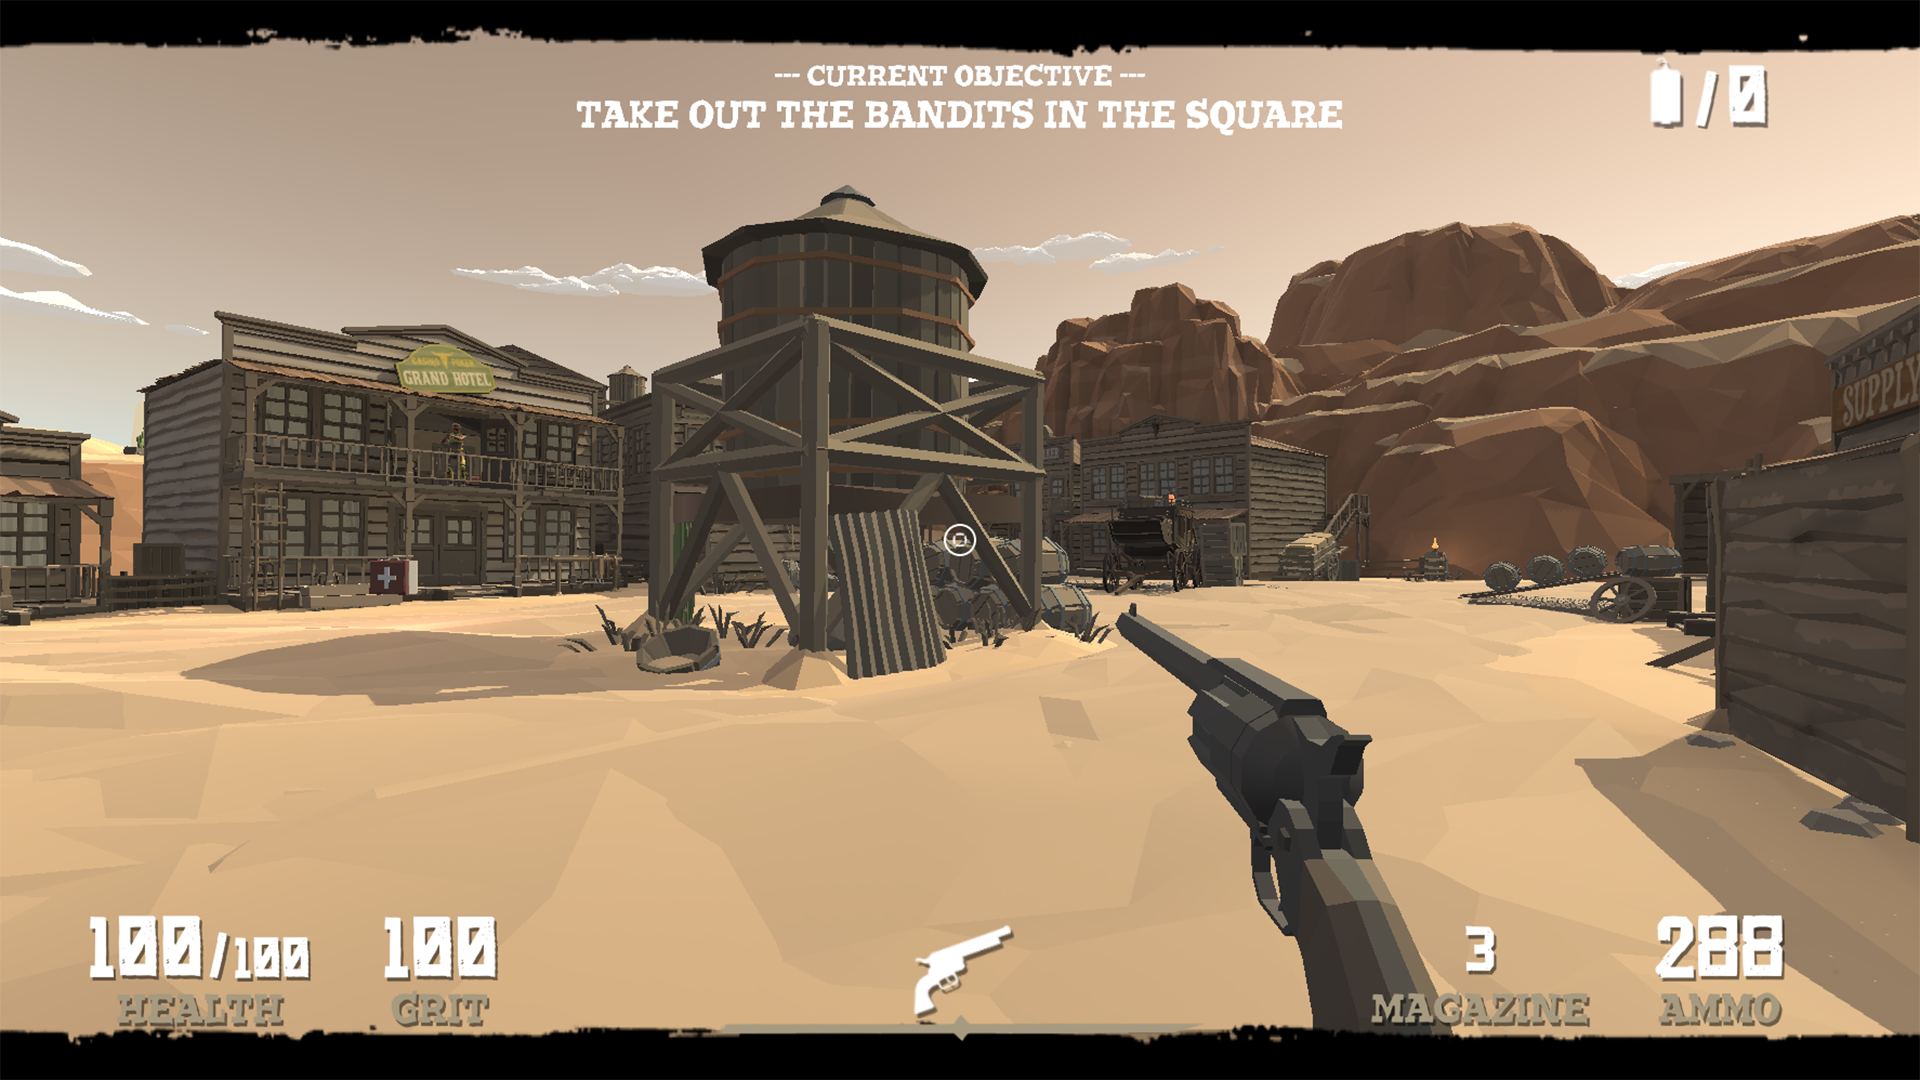 --- CURRENT OBJECTIVE ---
TAKE OUT THE BANDITS IN THE SQUARE
/0
GRAND HOTEL
SUPPLY
100/100
HEALTH
100
GRIT
3
MAGAZINE
288
AMMO